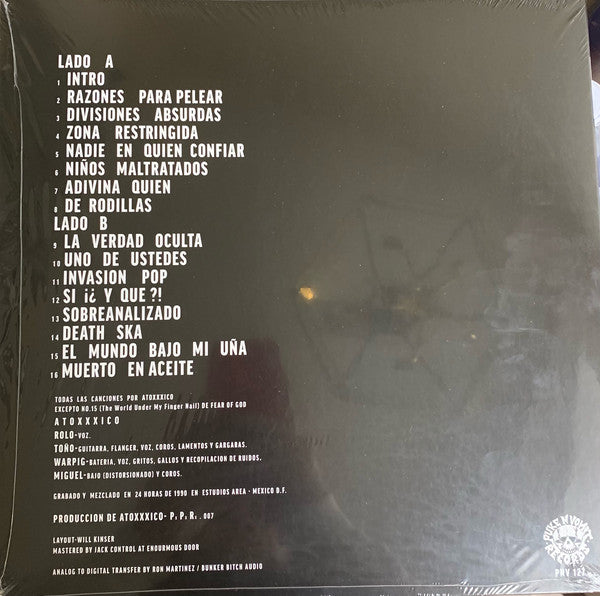 LADO A
1 INTRO
2 RAZONES PARA PELEAR
3 DIVISIONES ABSURDAS
4 ZONA RESTRINGIDA
5 NADIE EN QUIEN CONFIAR
6 NIÑOS MALTRATADOS
7 ADIVINA QUIEN
8 DE RODILLAS
LADO B
9 LA VERDAD OCULTA
10 UNO DE USTEDES
11 INVASION POP
12 SI ¡¿ Y QUE ?!
13 SOBREANALIZADO
14 DEATH SKA
15 EL MUNDO BAJO MI UÑA
16 MUERTO EN ACEITE
TODAS LAS CANCIONES POR ATOXXXICO
EXCEPTO NO.15 (The World Under My Finger Nail) DE FEAR OF GOD
ATOXXXICO
ROLO-VOZ.
TOÑO-GUITARRA, FLANGER, VOZ, COROS, LAMENTOS Y GARGARAS.
WARPIG-BATERIA, VOZ, GRITOS, GALLOS Y RECOPILACION DE RUIDOS.
MIGUEL-BAJO (DISTORSIONADO) Y COROS.
GRABADO Y MEZCLADO EN 24 HORAS DE 1990 EN ESTUDIOS AREA - MEXICO D.F.
PRODUCCION DE ATOXXXICO- P. P. R. . 007
LAYOUT-WILL KINSER
MASTERED BY JACK CONTROL AT ENOURMOUS DOOR
ANALOG TO DIGITAL TRANSFER BY RON MARTINEZ / BUNKER BITCH AUDIO
PUKE N VOMIT
RECORDS
PNV 127